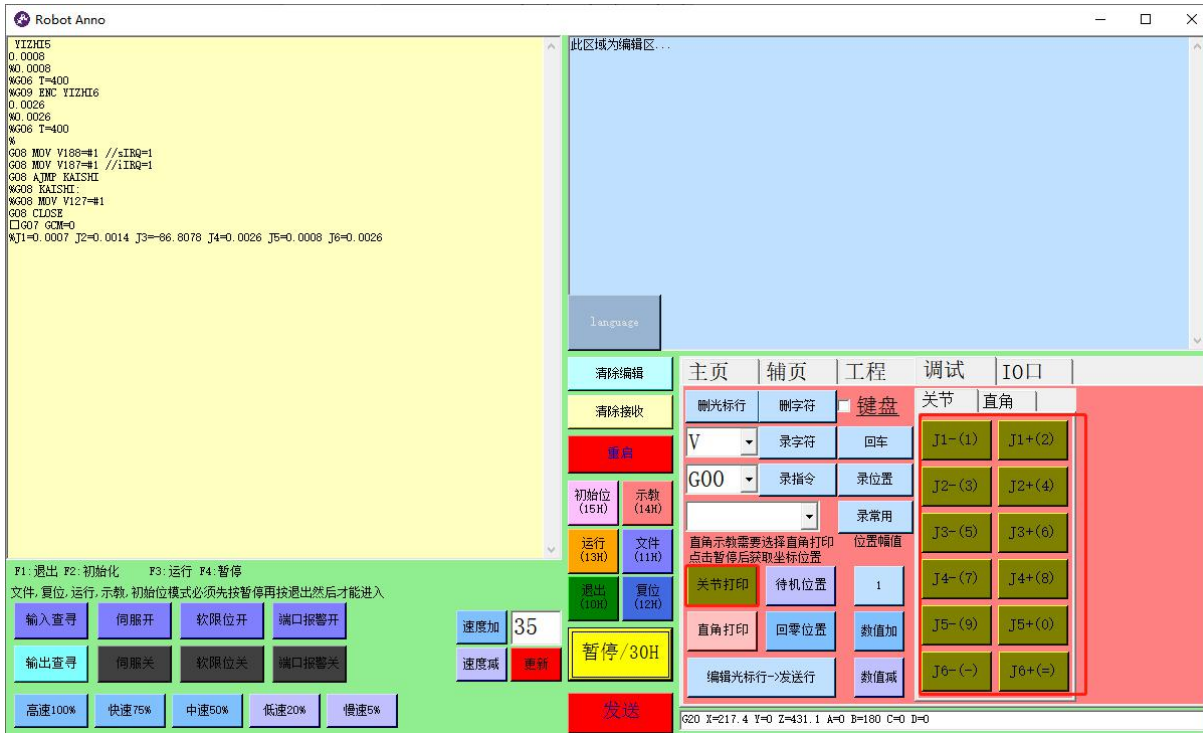 Robot Anno
YIZHI5
0.0008
%0.0008
%G06 T=400
%G09 ENC YIZHI6
0.0026
%0.0026
%G06 T=400
%
G08 MOV V188=#1 //sIRQ=1
G08 MOV V187=#1 //iIRQ=1
G08 AJMP KAISHI
%G08 KAISHI:
%G08 MOV V127=#1
G08 CLOSE
□G07 GCM=0
%J1=0.0007 J2=0.0014 J3=-86.8078 J4=0.0026 J5=0.0008 J6=0.0026
此区域为编辑区...
language
F1:退出 F2:初始化 F3:运行 F4:暂停
文件,复位,运行,示教,初始位模式必须先按暂停再按退出然后才能进入
输入查寻 伺服开 软限位开 端口报警开
输出查寻 伺服关 软限位关 端口报警关
速度加 35
速度减 更新
高速100% 快速75% 中速50% 低速20% 慢速5%
清除编辑
清除接收
重启
初始位(15H) 示教(14H)
运行(13H) 文件(11H)
退出(10H) 复位(12H)
暂停/30H
发送
主页 辅页 工程 调试 IO口
删光标行 删字符 键盘
V 录字符 回车
G00 录指令 录位置
录常用
直角示教需要选择直角打印 位置幅值
点击暂停后获取坐标位置
关节打印 待机位置 1
直角打印 回零位置 数值加
编辑光标行->发送行 数值减
关节 直角
J1-(1) J1+(2)
J2-(3) J2+(4)
J3-(5) J3+(6)
J4-(7) J4+(8)
J5-(9) J5+(0)
J6-(-) J6+(=)
G20 X=217.4 Y=0 Z=431.1 A=0 B=180 C=0 D=0